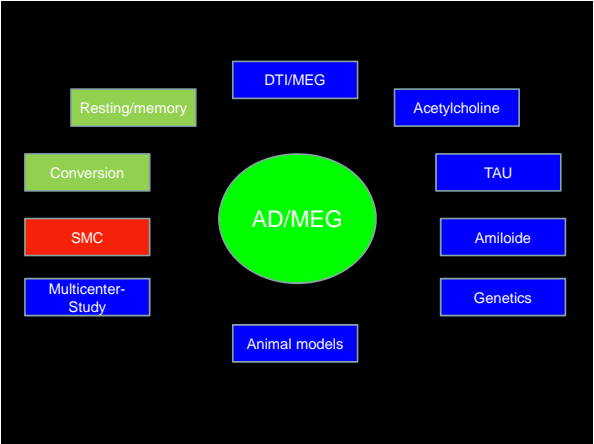 DTI/MEG
Resting/memory
Acetylcholine
Conversion
TAU
AD/MEG
SMC
Amiloide
Multicenter-
Study
Genetics
Animal models